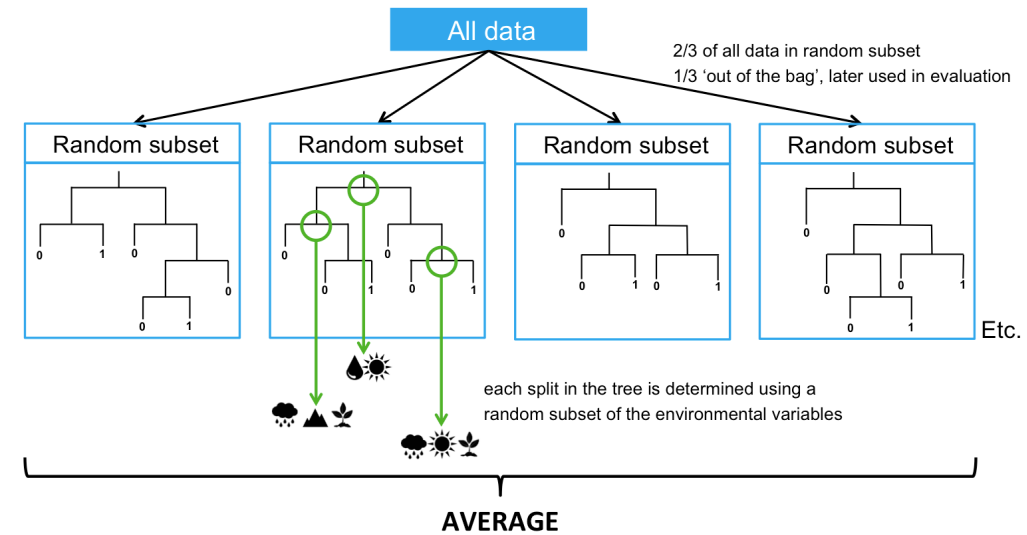 All data
2/3 of all data in random subset
1/3 ‘out of the bag’, later used in evaluation
Random subset
Random subset
Random subset
Random subset
0
1
0
0
0
1
0
0
1
0
0
1
0
0
1
0
1
0
0
0
1
0
1
Etc.
each split in the tree is determined using a
random subset of the environmental variables
AVERAGE